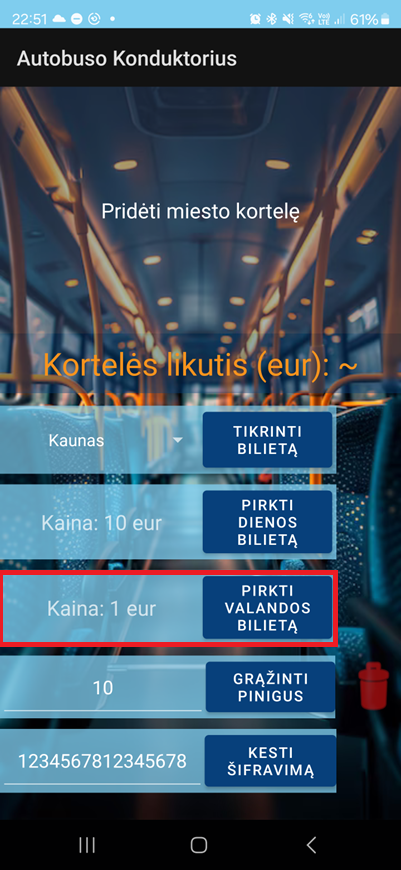 22:51
61%
Autobuso Konduktorius
Pridėti miesto kortelę
Kortelės likutis (eur): ~
Kaunas
TIKRINTI
BILIETĄ
Kaina: 10 eur
PIRKTI
DIENOS
BILIETĄ
Kaina: 1 eur
PIRKTI
VALANDOS
BILIETĄ
10
GRĄŽINTI
PINIGUS
1234567812345678
KESTI
ŠIFRAVIMĄ